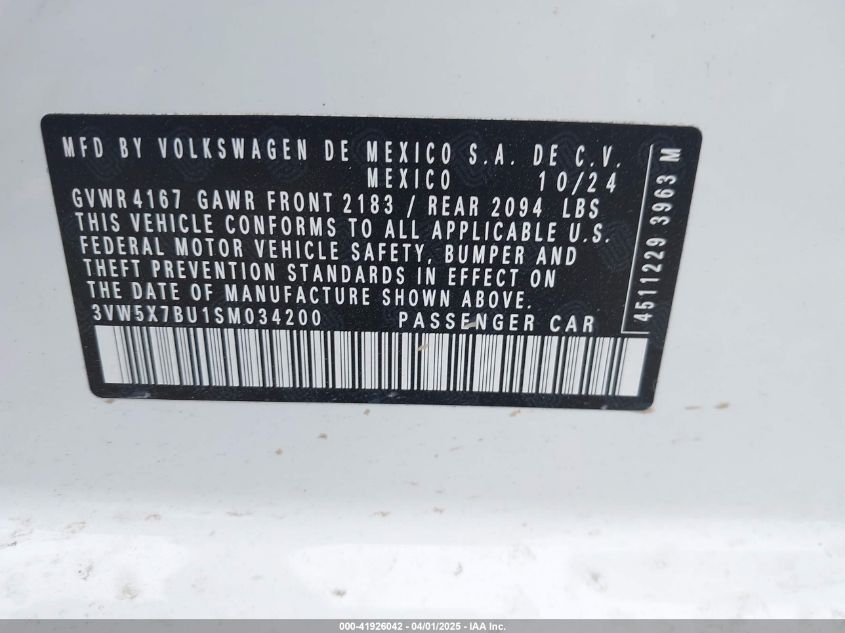 MFD BY VOLKSWAGEN DE MEXICO S.A. DE C.V.
MEXICO 10/24
GVWR 4167 GAWR FRONT 2183 / REAR 2094 LBS
THIS VEHICLE CONFORMS TO ALL APPLICABLE U.S.
FEDERAL MOTOR VEHICLE SAFETY, BUMPER AND
THEFT PREVENTION STANDARDS IN EFFECT ON
THE DATE OF MANUFACTURE SHOWN ABOVE.
3VW5X7BU1SM034200 PASSENGER CAR
4511229 3963 M
000-41926042 - 04/01/2025 - IAA Inc.